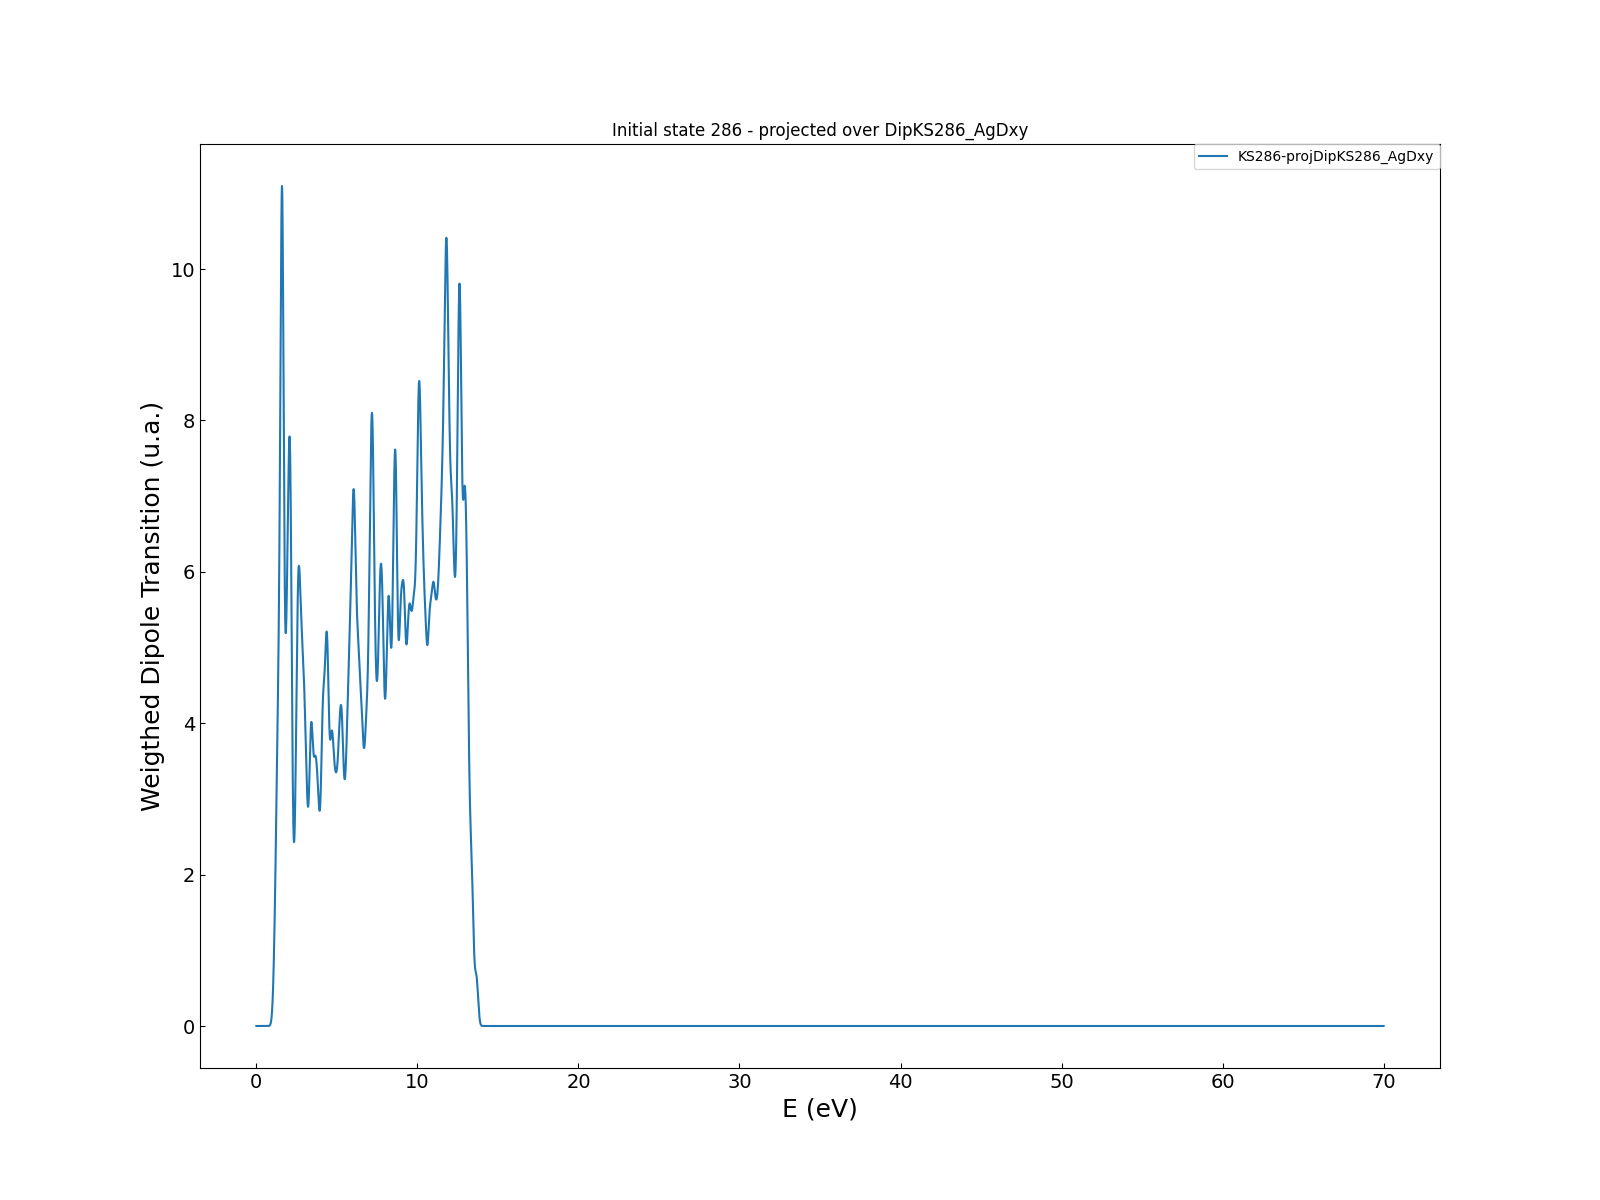 Initial state 286 - projected over DipKS286_AgDxy
KS286-projDipKS286_AgDxy
Weigthed Dipole Transition (u.a.)
10
8
6
4
2
0
0 10 20 30 40 50 60 70
E (eV)